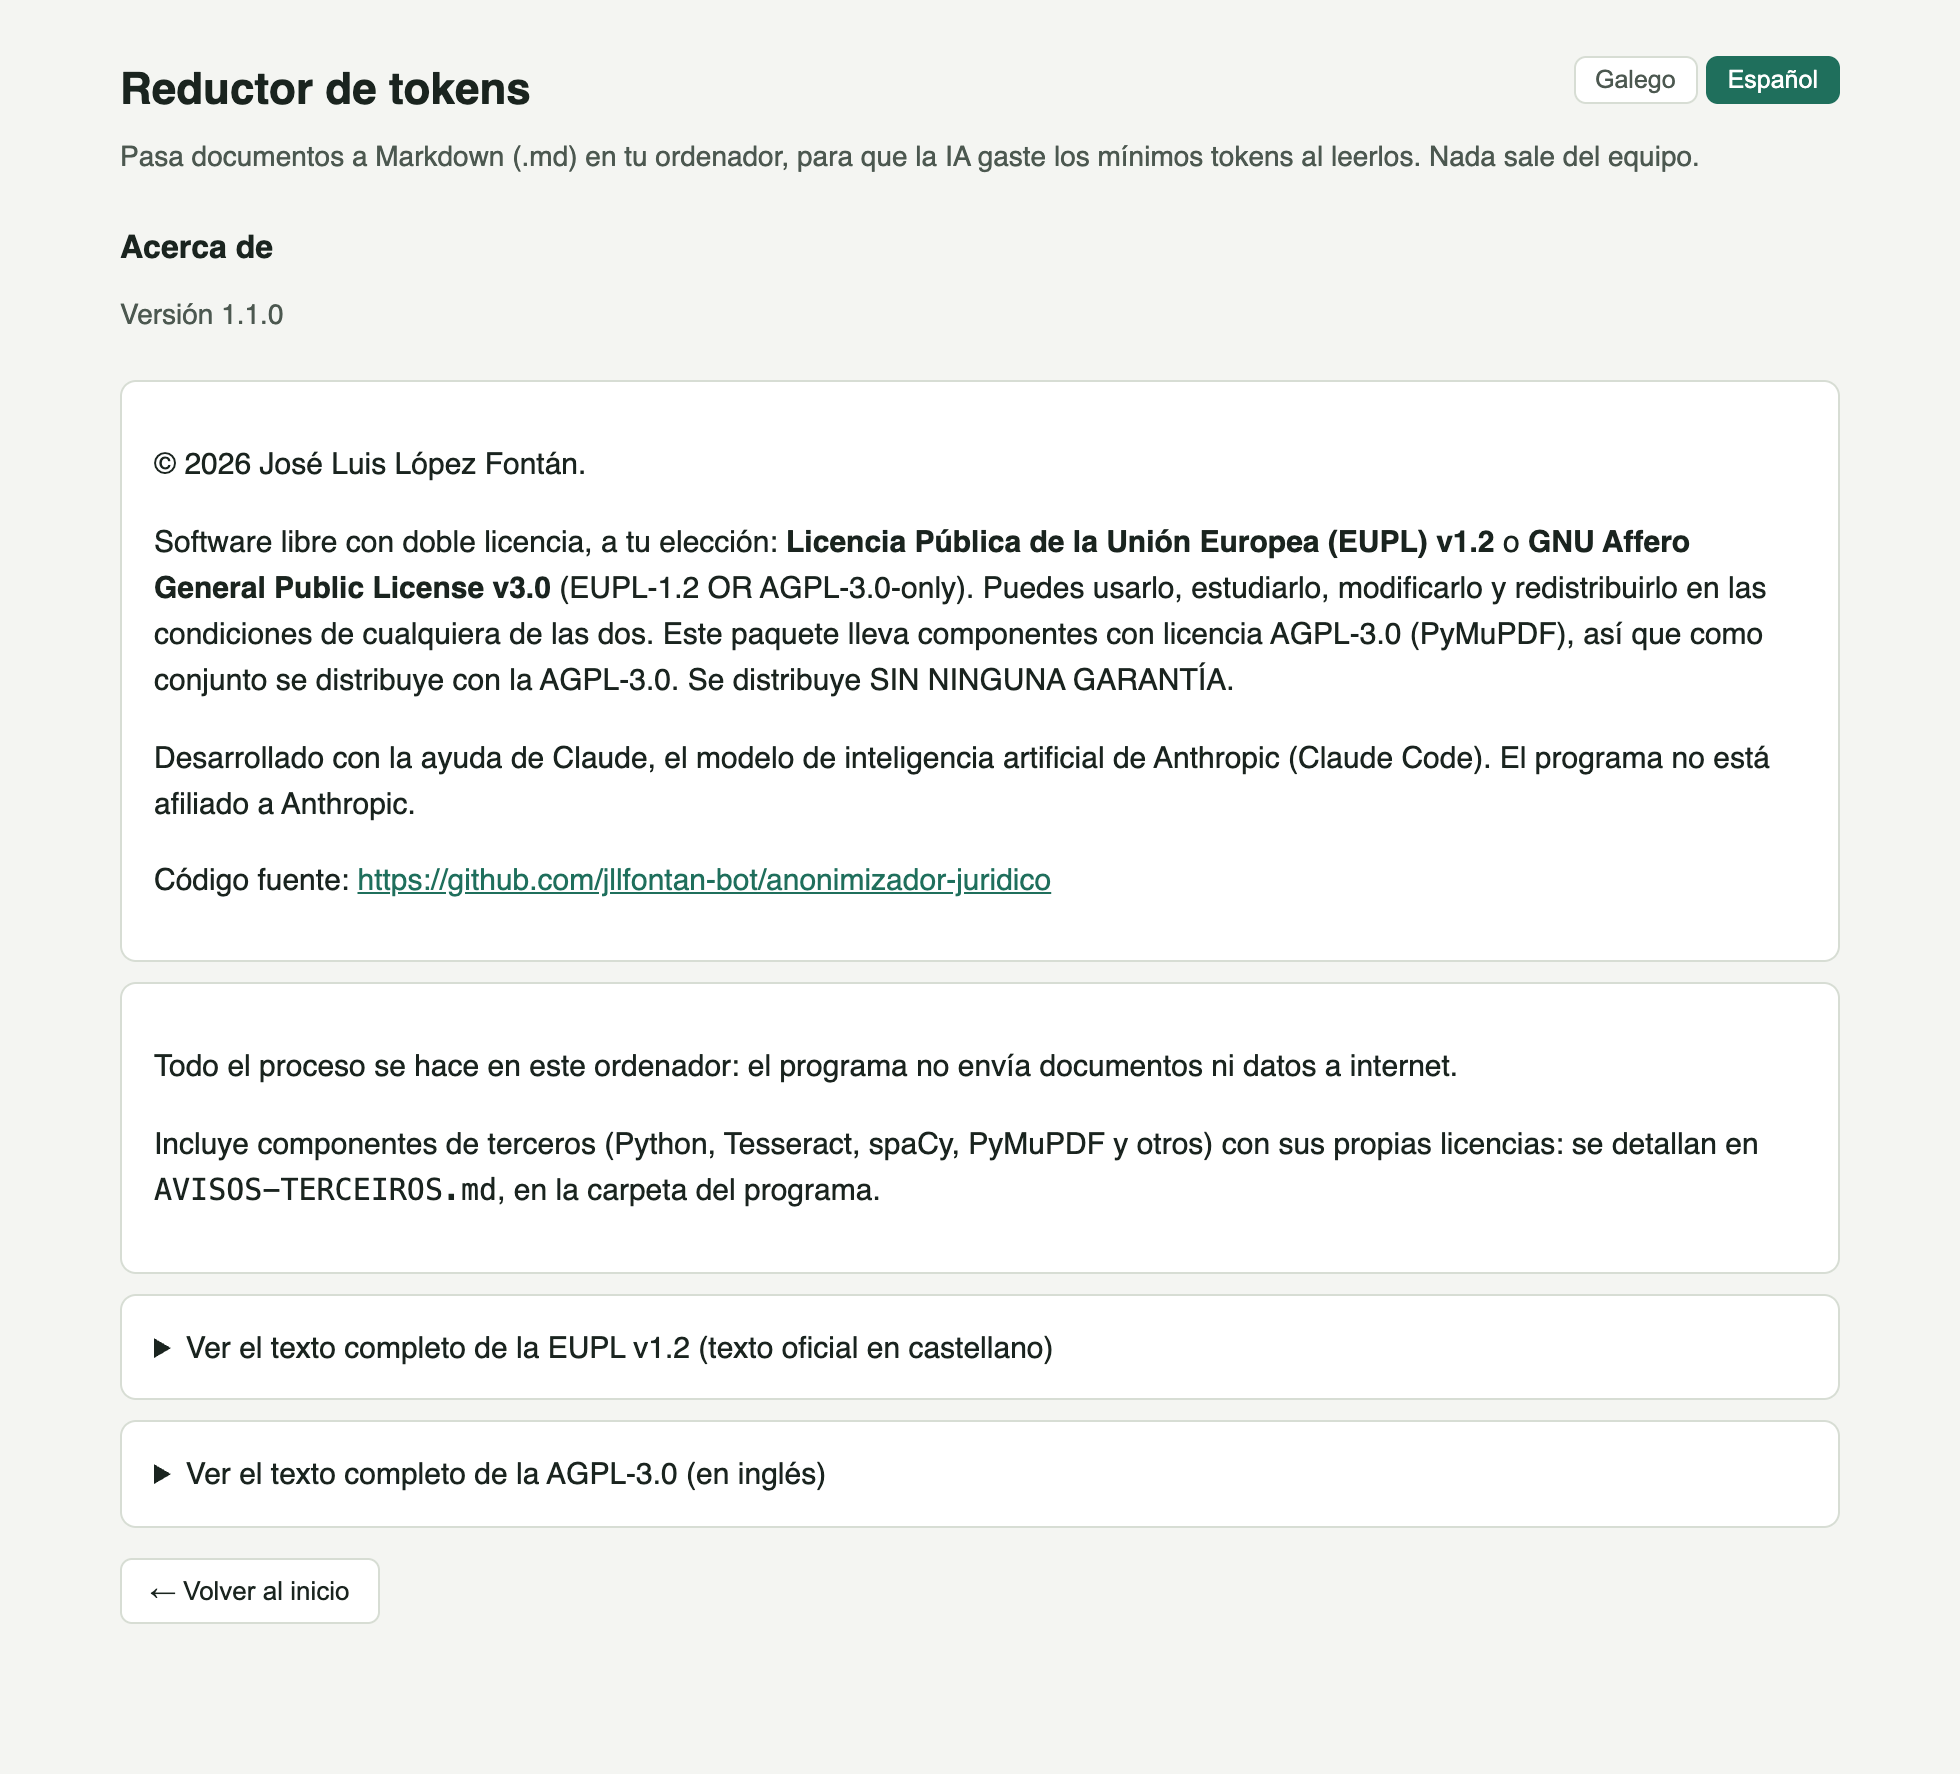 Reductor de tokens
Galego
Español
Pasa documentos a Markdown (.md) en tu ordenador, para que la IA gaste los mínimos tokens al leerlos. Nada sale del equipo.
Acerca de
Versión 1.1.0
© 2026 José Luis López Fontán.
Software libre con doble licencia, a tu elección: Licencia Pública de la Unión Europea (EUPL) v1.2 o GNU Affero
General Public License v3.0 (EUPL-1.2 OR AGPL-3.0-only). Puedes usarlo, estudiarlo, modificarlo y redistribuirlo en las
condiciones de cualquiera de las dos. Este paquete lleva componentes con licencia AGPL-3.0 (PyMuPDF), así que como
conjunto se distribuye con la AGPL-3.0. Se distribuye SIN NINGUNA GARANTÍA.
Desarrollado con la ayuda de Claude, el modelo de inteligencia artificial de Anthropic (Claude Code). El programa no está
afiliado a Anthropic.
Código fuente: https://github.com/jllfontan-bot/anonimizador-juridico
Todo el proceso se hace en este ordenador: el programa no envía documentos ni datos a internet.
Incluye componentes de terceros (Python, Tesseract, spaCy, PyMuPDF y otros) con sus propias licencias: se detallan en
AVISOS-TERCEIROS.md, en la carpeta del programa.
▶ Ver el texto completo de la EUPL v1.2 (texto oficial en castellano)
▶ Ver el texto completo de la AGPL-3.0 (en inglés)
← Volver al inicio